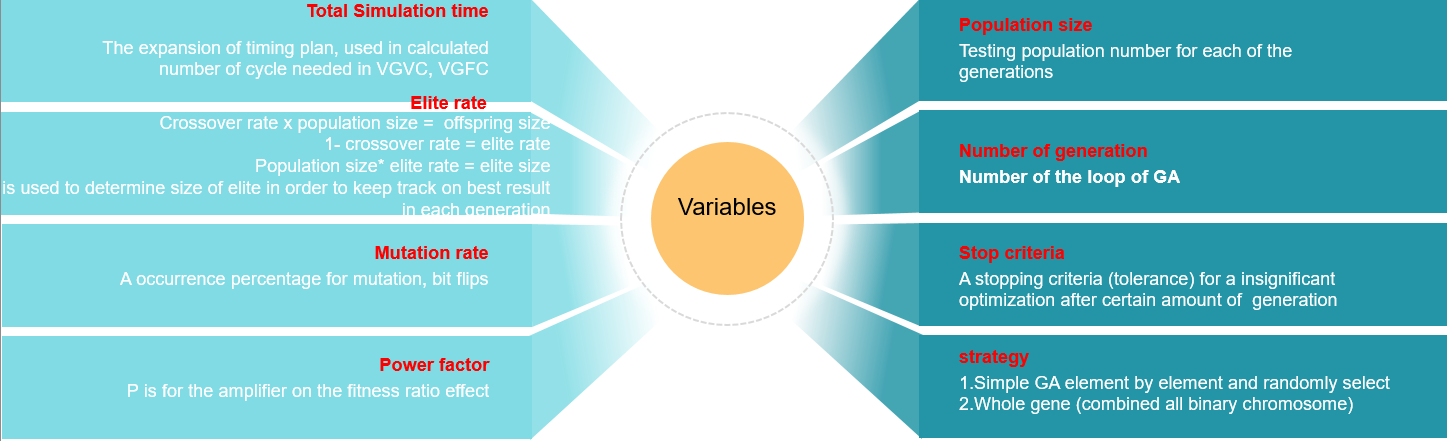 Total Simulation time
The expansion of timing plan, used in calculated
number of cycle needed in VGVC, VGFC
Elite rate
Crossover rate x population size = offspring size
1- crossover rate = elite rate
Population size* elite rate = elite size
is used to determine size of elite in order to keep track on best result
in each generation
Mutation rate
A occurrence percentage for mutation, bit flips
Power factor
P is for the amplifier on the fitness ratio effect
Variables
Population size
Testing population number for each of the
generations
Number of generation
Number of the loop of GA
Stop criteria
A stopping criteria (tolerance) for a insignificant
optimization after certain amount of generation
strategy
1.Simple GA element by element and randomly select
2.Whole gene (combined all binary chromosome)